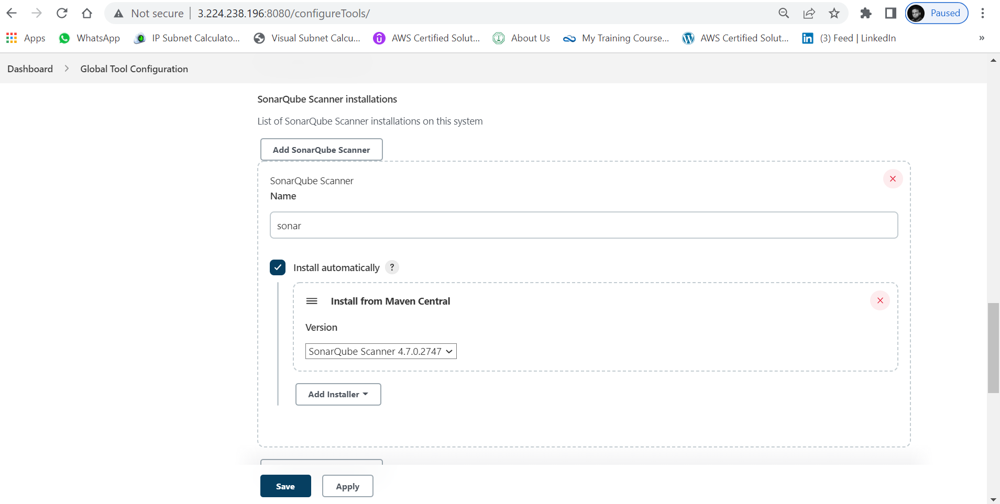 Not secure | 3.224.238.196:8080/configureTools/ Paused
Apps WhatsApp IP Subnet Calculato... Visual Subnet Calcu... AWS Certified Solut... About Us My Training Course... AWS Certified Solut... (3) Feed | LinkedIn »
Dashboard > Global Tool Configuration
SonarQube Scanner installations
List of SonarQube Scanner installations on this system
Add SonarQube Scanner
SonarQube Scanner
Name
sonar
Install automatically ?
Install from Maven Central
Version
SonarQube Scanner 4.7.0.2747
Add Installer
Save Apply